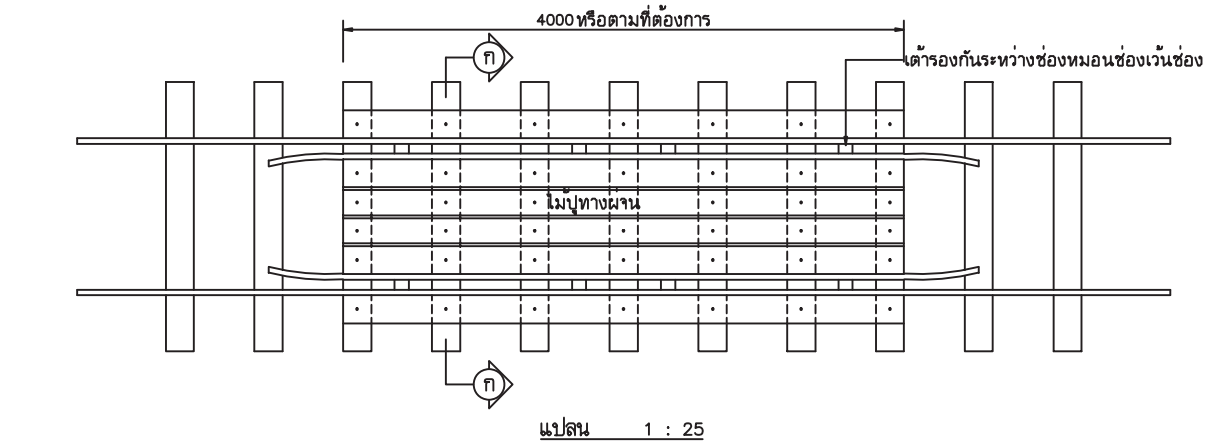 4000 หรือตามที่ต้องการ
ก
เต้ารองกันระหว่างช่องหมอนช่องเว้นช่อง
ไม้ปูทางผ่าน
ก
แปลน 1 : 25